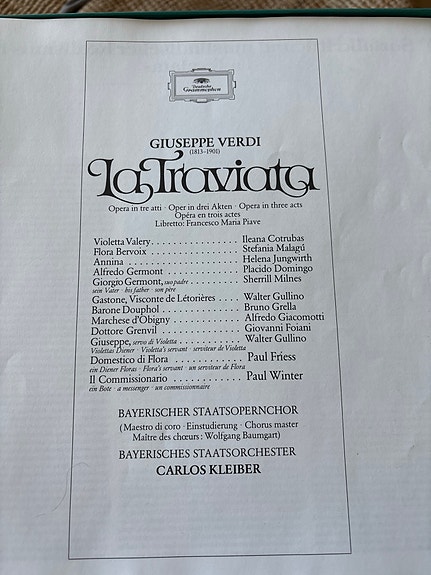 Deutsche
Grammophon
GIUSEPPE VERDI
(1813–1901)
La Traviata
Opera in tre atti · Oper in drei Akten · Opera in three acts
Opéra en trois actes
Libretto: Francesco Maria Piave
Violetta Valery . . . . . . . . . . . . . . Ileana Cotrubas
Flora Bervoix . . . . . . . . . . . . . . . Stefania Malagú
Annina . . . . . . . . . . . . . . . . . . . Helena Jungwirth
Alfredo Germont . . . . . . . . . . . . Placido Domingo
Giorgio Germont, suo padre . . . . . . . . Sherrill Milnes
sein Vater · his father · son père
Gastone, Visconte de Létorières . . . . Walter Gullino
Barone Douphol . . . . . . . . . . . . . Bruno Grella
Marchese d'Obigny . . . . . . . . . . . Alfredo Giacomotti
Dottore Grenvil . . . . . . . . . . . . . Giovanni Foiani
Giuseppe, servo di Violetta . . . . . . . . . Walter Gullino
Violettas Diener · Violetta's servant · serviteur de Violetta
Domestico di Flora . . . . . . . . . . . Paul Friess
ein Diener Floras · Flora's servant · un serviteur de Flora
Il Commissionario . . . . . . . . . . . Paul Winter
ein Bote · a messenger · un commissionaire
BAYERISCHER STAATSOPERNCHOR
(Maestro di coro · Einstudierung · Chorus master
Maître des chœurs: Wolfgang Baumgart)
BAYERISCHES STAATSORCHESTER
CARLOS KLEIBER